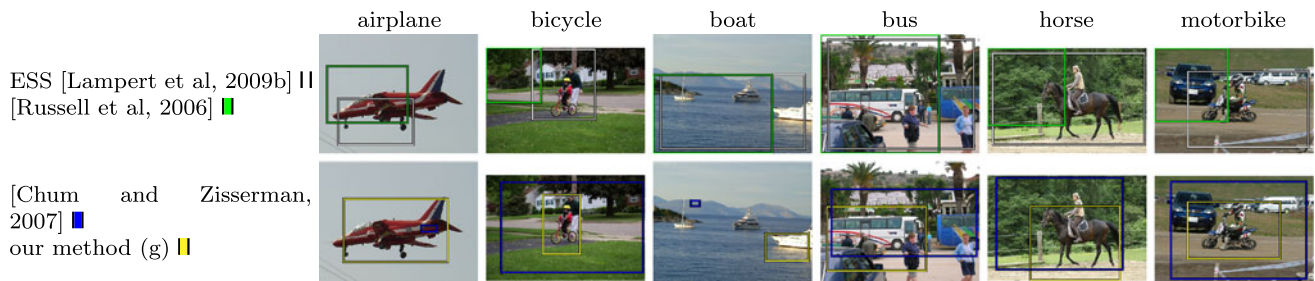 airplane bicycle boat bus horse motorbike
ESS [Lampert et al, 2009b]
[Russell et al, 2006]
[Chum and Zisserman,
2007]
our method (g)